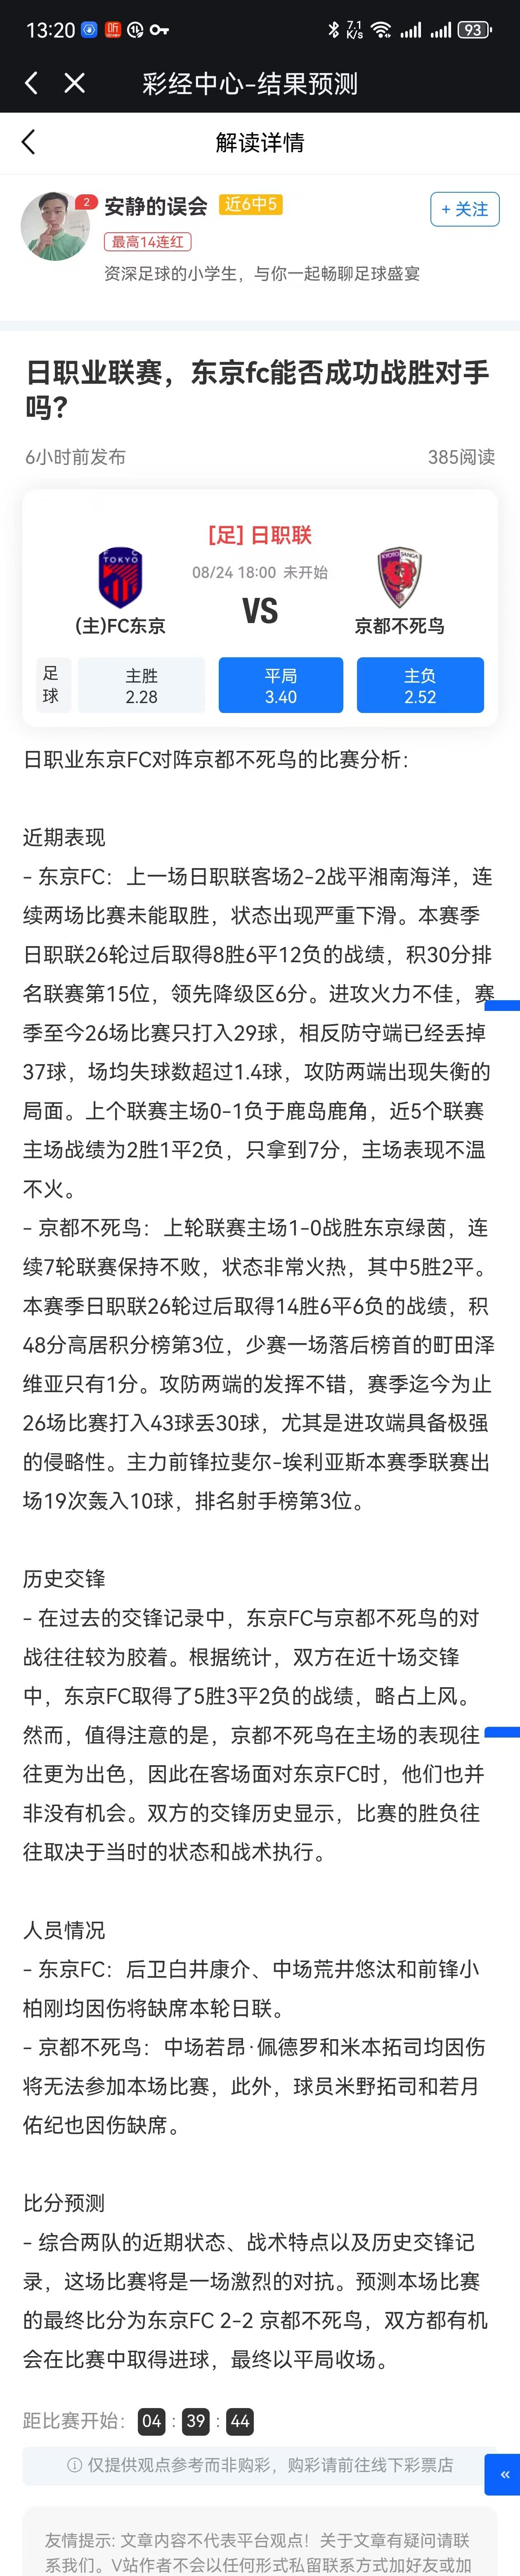 13:20
7.1
K/s
93
彩经中心-结果预测
解读详情
2
安静的误会 近6中5
+ 关注
最高14连红
资深足球的小学生，与你一起畅聊足球盛宴
日职业联赛，东京fc能否成功战胜对手
吗？
6小时前发布 385阅读
[足] 日职联
08/24 18:00 未开始
VS
(主)FC东京 京都不死鸟
足球
主胜
2.28
平局
3.40
主负
2.52
日职业东京FC对阵京都不死鸟的比赛分析：
近期表现
- 东京FC：上一场日职联客场2-2战平湘南海洋，连
续两场比赛未能取胜，状态出现严重下滑。本赛季
日职联26轮过后取得8胜6平12负的战绩，积30分排
名联赛第15位，领先降级区6分。进攻火力不佳，赛
季至今26场比赛只打入29球，相反防守端已经丢掉
37球，场均失球数超过1.4球，攻防两端出现失衡的
局面。上个联赛主场0-1负于鹿岛鹿角，近5个联赛
主场战绩为2胜1平2负，只拿到7分，主场表现不温
不火。
- 京都不死鸟：上轮联赛主场1-0战胜东京绿茵，连
续7轮联赛保持不败，状态非常火热，其中5胜2平。
本赛季日职联26轮过后取得14胜6平6负的战绩，积
48分高居积分榜第3位，少赛一场落后榜首的町田泽
维亚只有1分。攻防两端的发挥不错，赛季迄今为止
26场比赛打入43球丢30球，尤其是进攻端具备极强
的侵略性。主力前锋拉斐尔-埃利亚斯本赛季联赛出
场19次轰入10球，排名射手榜第3位。
历史交锋
- 在过去的交锋记录中，东京FC与京都不死鸟的对
战往往较为胶着。根据统计，双方在近十场交锋
中，东京FC取得了5胜3平2负的战绩，略占上风。
然而，值得注意的是，京都不死鸟在主场的表现往
往更为出色，因此在客场面对东京FC时，他们也并
非没有机会。双方的交锋历史显示，比赛的胜负往
往取决于当时的状态和战术执行。
人员情况
- 东京FC：后卫白井康介、中场荒井悠汰和前锋小
柏刚均因伤将缺席本轮日联。
- 京都不死鸟：中场若昂·佩德罗和米本拓司均因伤
将无法参加本场比赛，此外，球员米野拓司和若月
佑纪也因伤缺席。
比分预测
- 综合两队的近期状态、战术特点以及历史交锋记
录，这场比赛将是一场激烈的对抗。预测本场比赛
的最终比分为东京FC 2-2 京都不死鸟，双方都有机
会在比赛中取得进球，最终以平局收场。
距比赛开始： 04 : 39 : 44
仅提供观点参考而非购彩，购彩请前往线下彩票店
«
友情提示: 文章内容不代表平台观点！关于文章有疑问请联
系我们。V站作者不会以任何形式私留联系方式加好友或加